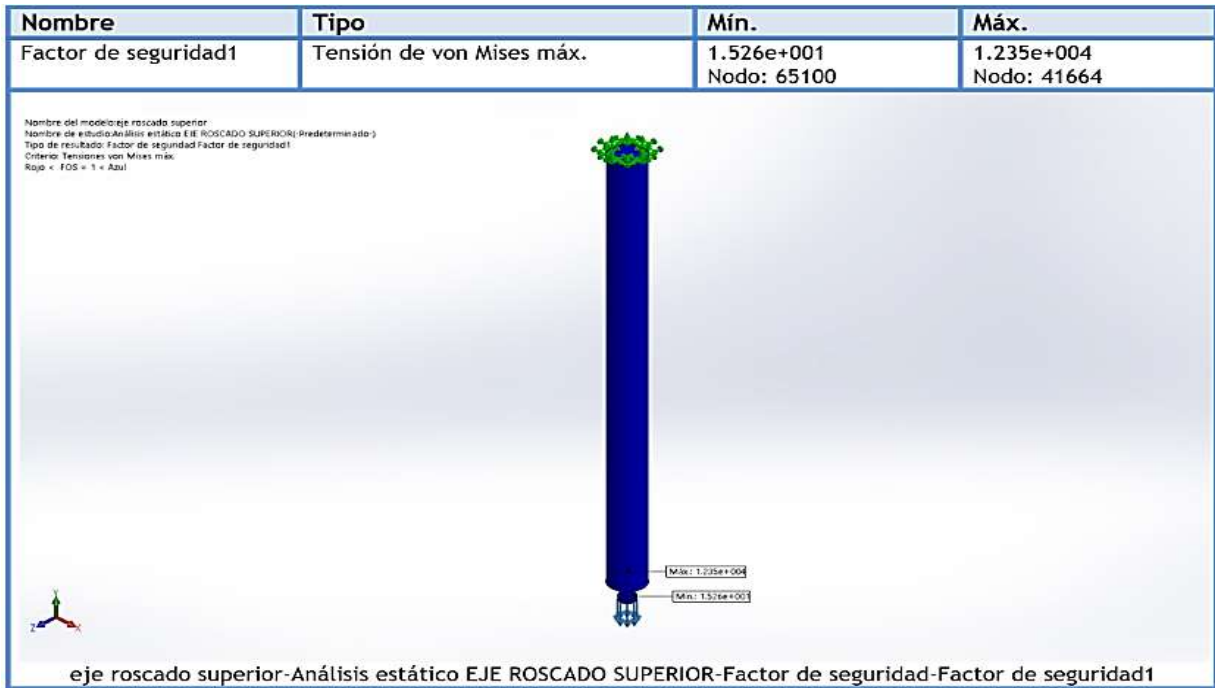 Nombre Tipo Mín. Máx.
Factor de seguridad1 Tensión de von Mises máx. 1.526e+001 1.235e+004
Nodo: 65100 Nodo: 41664
Nombre del modelo:eje roscado superior
Nombre de estudio:Análisis estático EJE ROSCADO SUPERIOR(-Predeterminado-)
Tipo de resultado: Factor de seguridad Factor de seguridad1
Criterio: Tensiones von Mises máx.
Rojo < FOS = 1 < Azul
Máx.: 1.235e+004
Mín.: 1.526e+001
Y
Z X
eje roscado superior-Análisis estático EJE ROSCADO SUPERIOR-Factor de seguridad-Factor de seguridad1